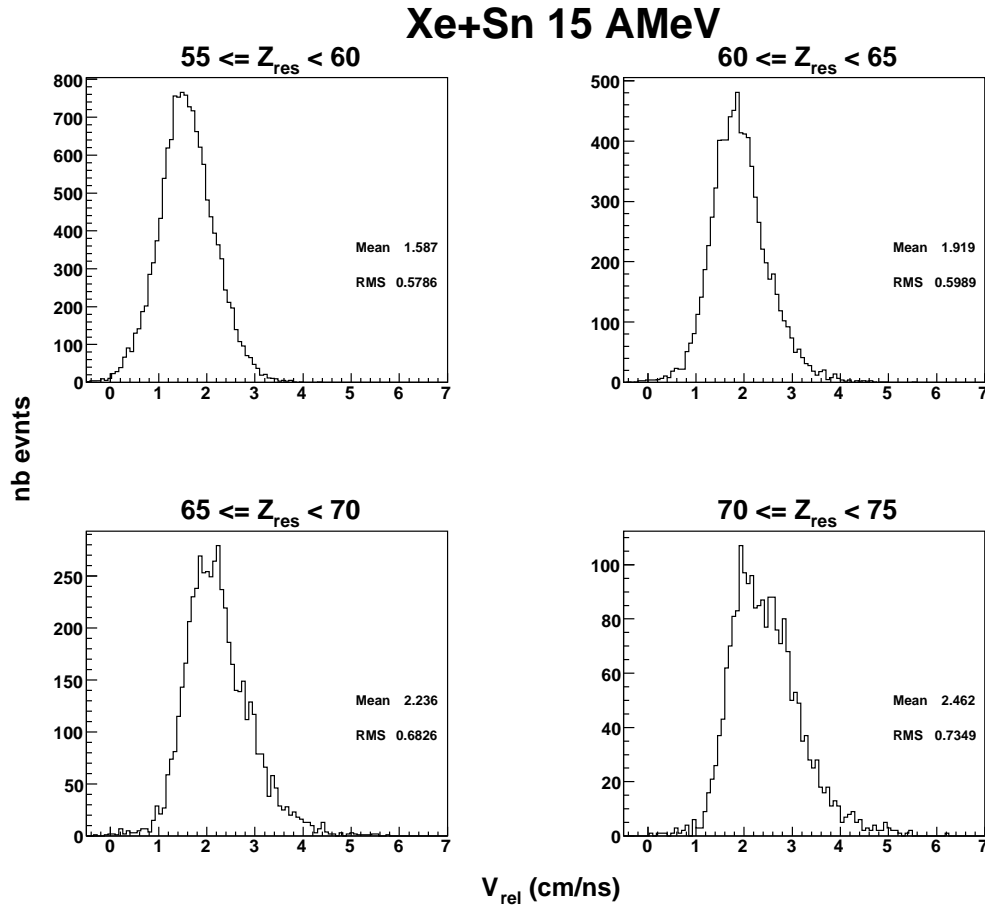 Xe+Sn 15 AMeV
55 <= Z_res < 60
800
700
600
500
400
300
200
100
0
Mean 1.587
RMS 0.5786
0 1 2 3 4 5 6 7
60 <= Z_res < 65
500
400
300
200
100
0
Mean 1.919
RMS 0.5989
0 1 2 3 4 5 6 7
nb evnts
65 <= Z_res < 70
250
200
150
100
50
0
Mean 2.236
RMS 0.6826
0 1 2 3 4 5 6 7
70 <= Z_res < 75
100
80
60
40
20
0
Mean 2.462
RMS 0.7349
0 1 2 3 4 5 6 7
V_rel (cm/ns)